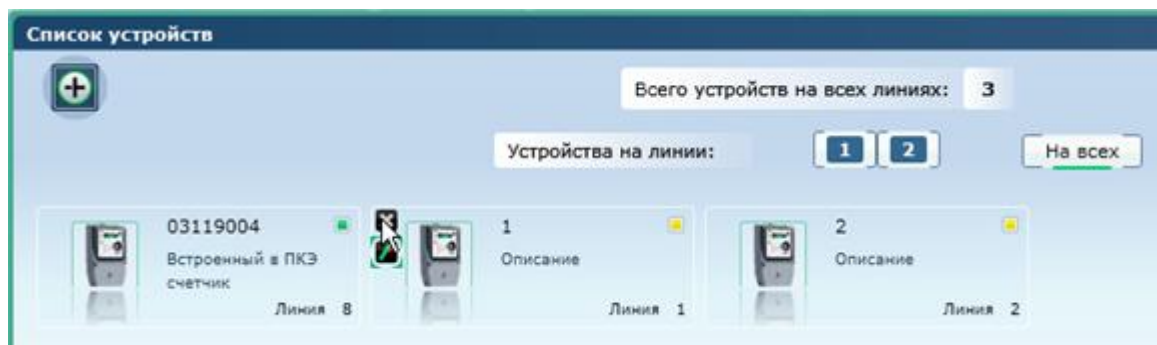 Список устройств
Всего устройств на всех линиях: 3
Устройства на линии: 1 2 На всех
03119004
Встроенный в ПКЭ
счетчик
Линия 8
1
Описание
Линия 1
2
Описание
Линия 2